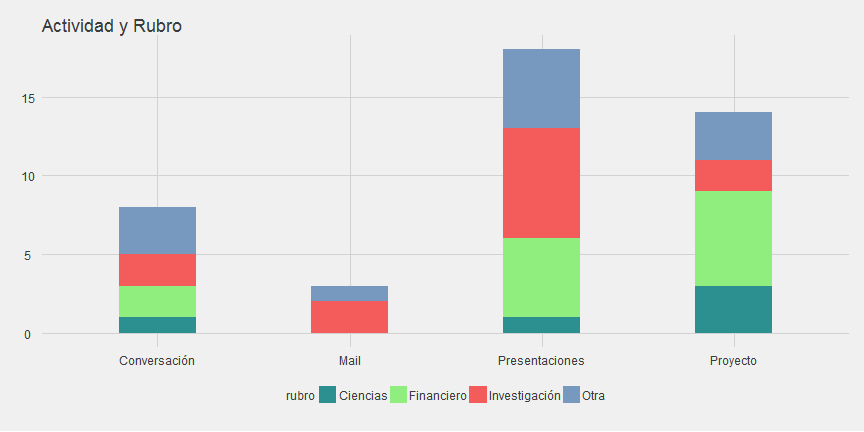 Actividad y Rubro
15
10
5
0
Conversación Mail Presentaciones Proyecto
rubro Ciencias Financiero Investigación Otra